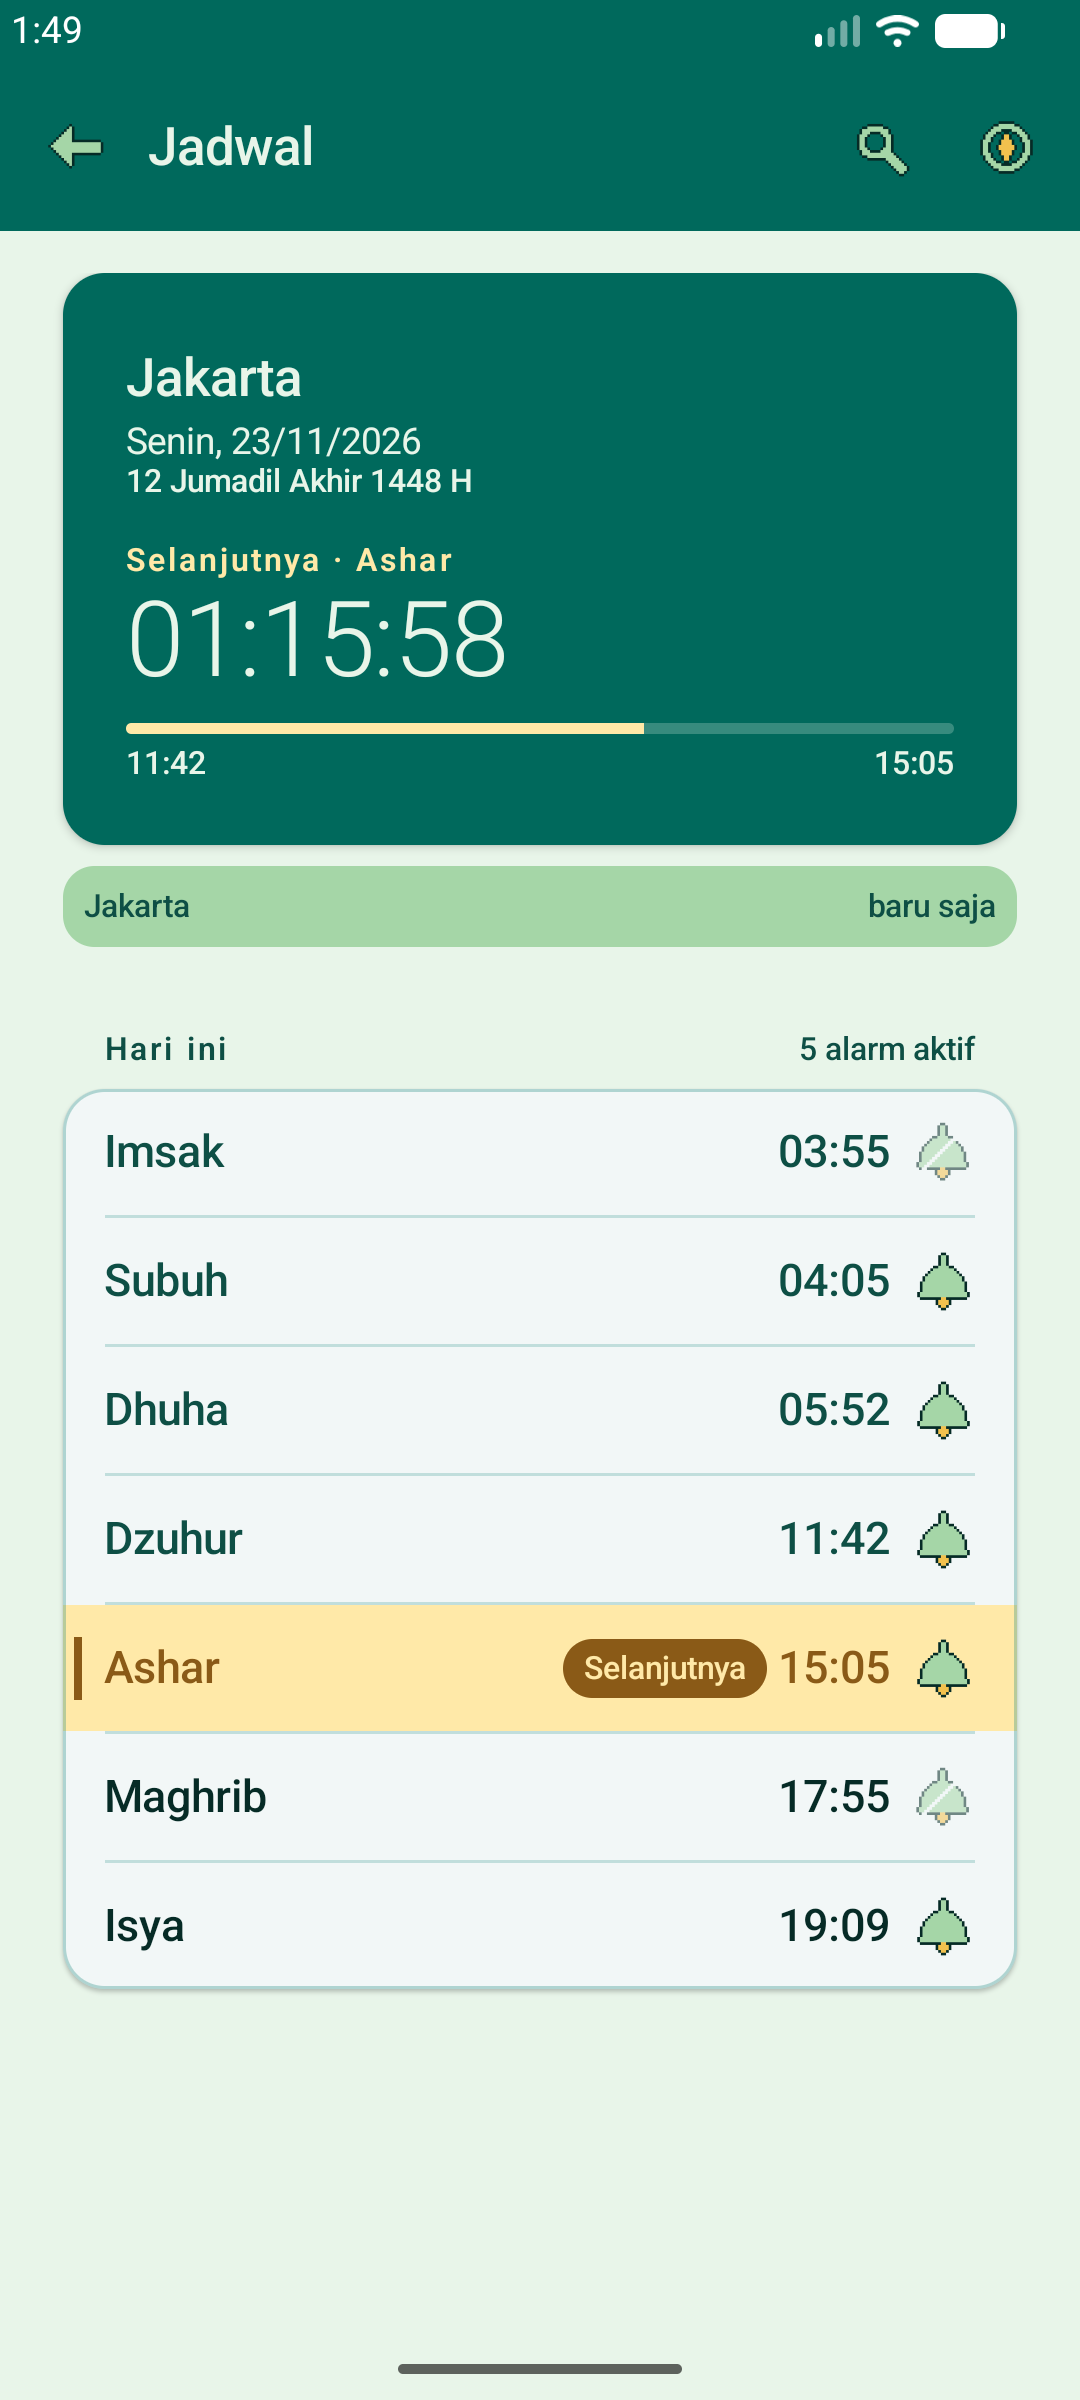 1:49
Jadwal
Jakarta
Senin, 23/11/2026
12 Jumadil Akhir 1448 H
Selanjutnya · Ashar
01:15:58
11:42 15:05
Jakarta baru saja
Hari ini 5 alarm aktif
Imsak 03:55
Subuh 04:05
Dhuha 05:52
Dzuhur 11:42
Ashar Selanjutnya 15:05
Maghrib 17:55
Isya 19:09